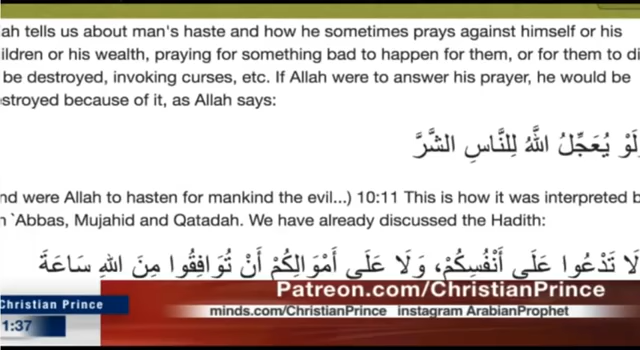 ah tells us about man's haste and how he sometimes prays against himself or his
ildren or his wealth, praying for something bad to happen for them, or for them to di
be destroyed, invoking curses, etc. If Allah were to answer his prayer, he would be
stroyed because of it, as Allah says:
وَلَوْ يُعَجِّلُ اللَّهُ لِلنَّاسِ الشَّرَّ
nd were Allah to hasten for mankind the evil...) 10:11 This is how it was interpreted b
n `Abbas, Mujahid and Qatadah. We have already discussed the Hadith:
لَا تَدْعُوا عَلَى أَنْفُسِكُمْ، وَلَا عَلَى أَمْوَالِكُمْ أَنْ تُوَافِقُوا مِنَ اللهِ سَاعَةَ
Patreon.com/ChristianPrince
Christian Prince
minds.com/ChristianPrince instagram ArabianProphet
1:37